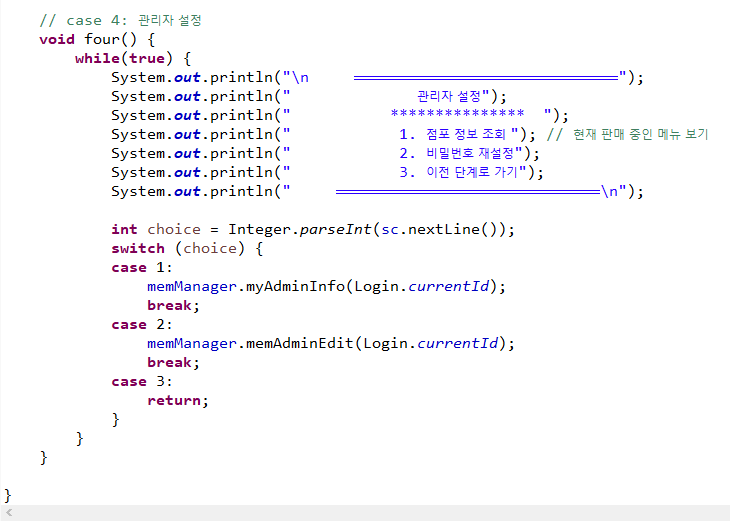 // case 4: 관리자 설정
void four() {
while(true) {
System.out.println("\n ══════════════════════════════");
System.out.println(" 관리자 설정");
System.out.println(" *************** ");
System.out.println(" 1. 점포 정보 조회 "); // 현재 판매 중인 메뉴 보기
System.out.println(" 2. 비밀번호 재설정");
System.out.println(" 3. 이전 단계로 가기");
System.out.println(" ══════════════════════════════\n");
int choice = Integer.parseInt(sc.nextLine());
switch (choice) {
case 1:
memManager.myAdminInfo(Login.currentId);
break;
case 2:
memManager.memAdminEdit(Login.currentId);
break;
case 3:
return;
}
}
}
}